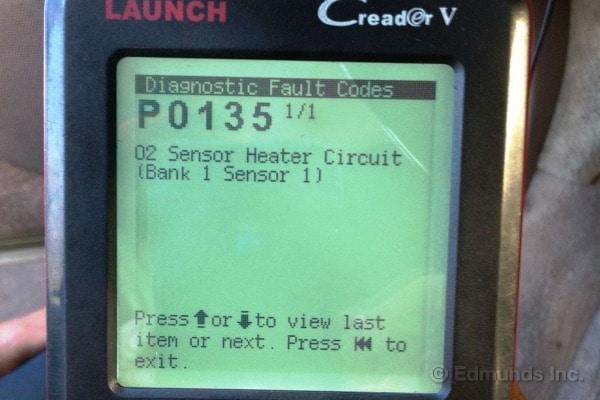 LAUNCH Creader V
Diagnostic Fault Codes
P0135 1/1
O2 Sensor Heater Circuit
(Bank 1 Sensor 1)
Press⬆or⬇to view last
item or next. Press ⏮ to
exit.
© Edmunds Inc.